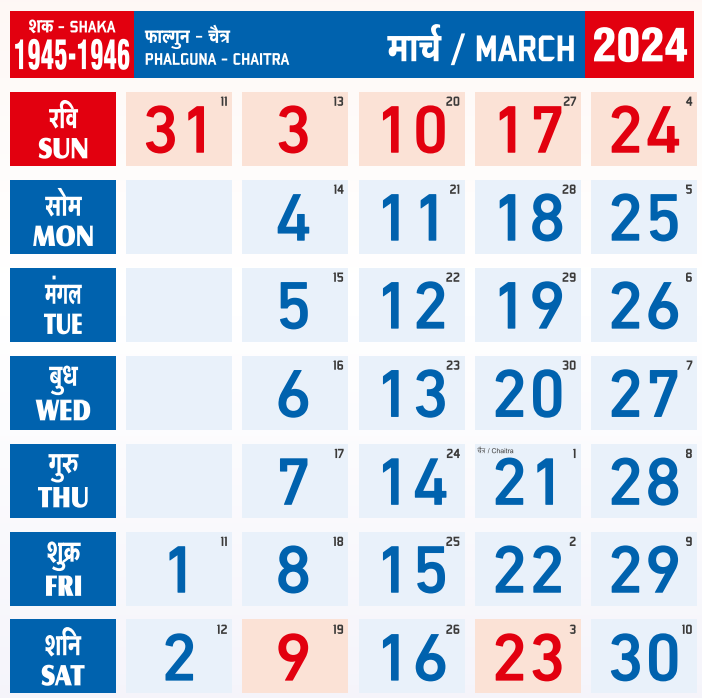 शक - SHAKA
1945-1946
फाल्गुन - चैत्र
PHALGUNA - CHAITRA
मार्च / MARCH
2024
रवि
SUN
31 11
3 13
10 20
17 27
24 4
सोम
MON
4 14
11 21
18 28
25 5
मंगल
TUE
5 15
12 22
19 29
26 6
बुध
WED
6 16
13 23
20 30
27 7
गुरु
THU
7 17
14 24
चैत्र / Chaitra
21 1
28 8
शुक्र
FRI
1 11
8 18
15 25
22 2
29 9
शनि
SAT
2 12
9 19
16 26
23 3
30 10